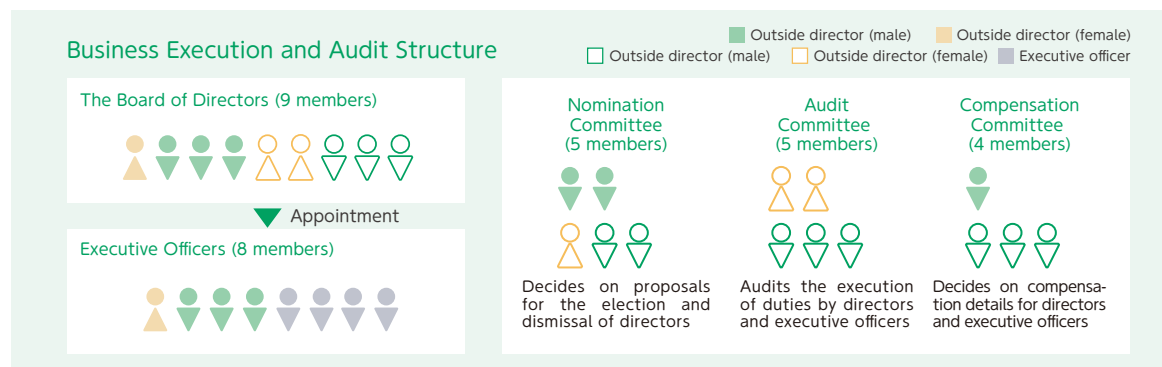 Business Execution and Audit Structure
Outside director (male)
Outside director (female)
Outside director (male)
Outside director (female)
Executive officer
The Board of Directors (9 members)
Appointment
Executive Officers (8 members)
Nomination
Committee
(5 members)
Decides on proposals
for the election and
dismissal of directors
Audit
Committee
(5 members)
Audits the execution
of duties by directors
and executive officers
Compensation
Committee
(4 members)
Decides on compensa-
tion details for directors
and executive officers